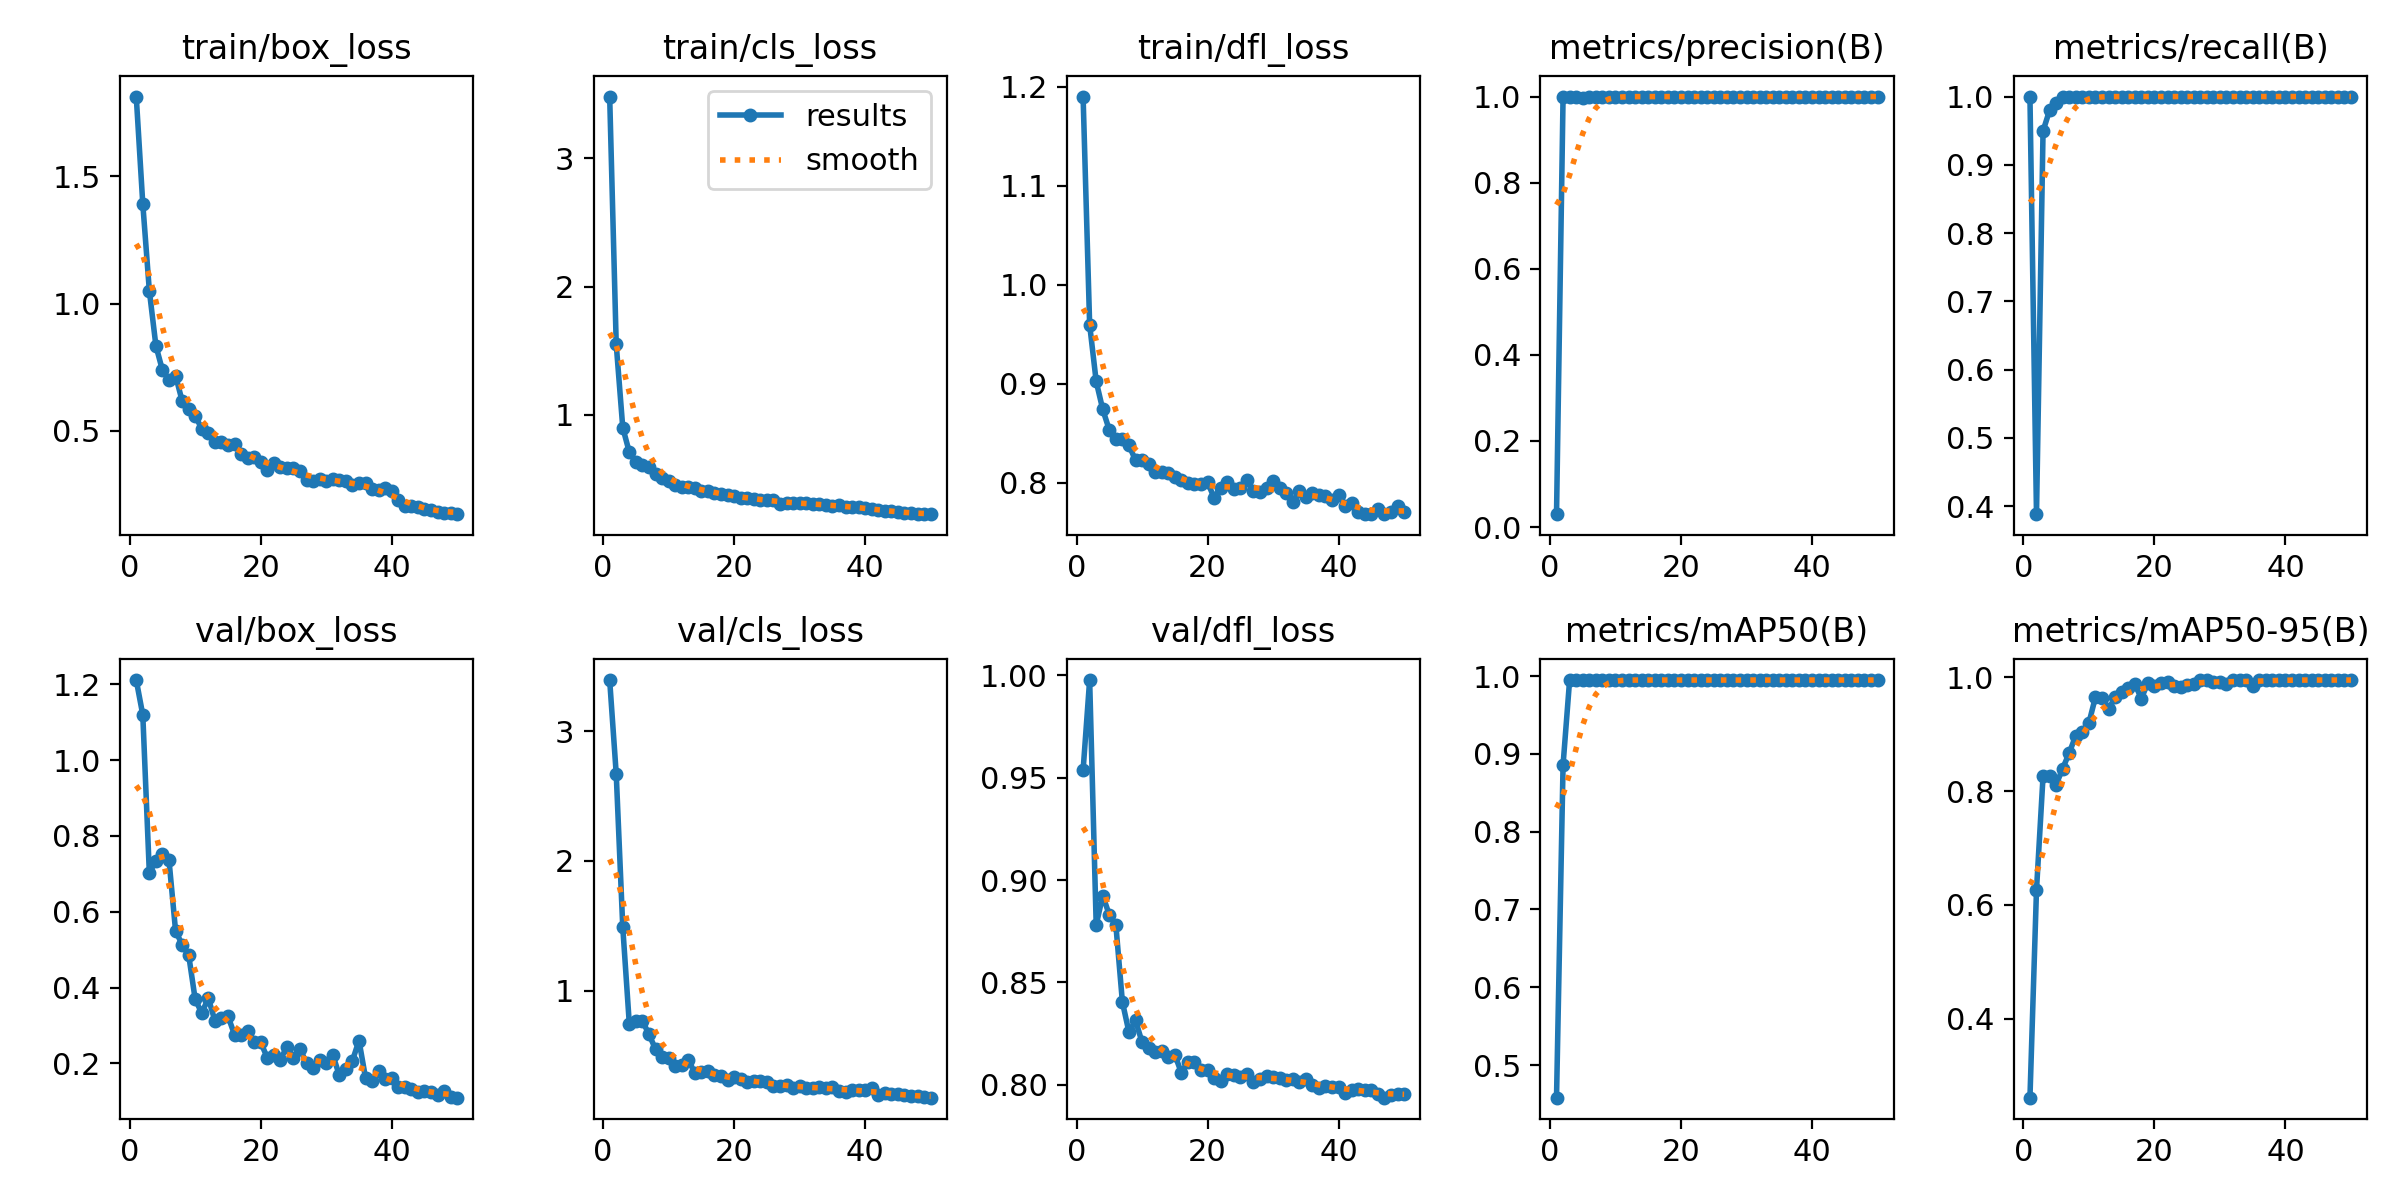 train/box_loss
1.5
1.0
0.5
0 20 40
train/cls_loss
results
smooth
3
2
1
0 20 40
train/dfl_loss
1.2
1.1
1.0
0.9
0.8
0 20 40
metrics/precision(B)
1.0
0.8
0.6
0.4
0.2
0.0
0 20 40
metrics/recall(B)
1.0
0.9
0.8
0.7
0.6
0.5
0.4
0 20 40
val/box_loss
1.2
1.0
0.8
0.6
0.4
0.2
0 20 40
val/cls_loss
3
2
1
0 20 40
val/dfl_loss
1.00
0.95
0.90
0.85
0.80
0 20 40
metrics/mAP50(B)
1.0
0.9
0.8
0.7
0.6
0.5
0 20 40
metrics/mAP50-95(B)
1.0
0.8
0.6
0.4
0 20 40